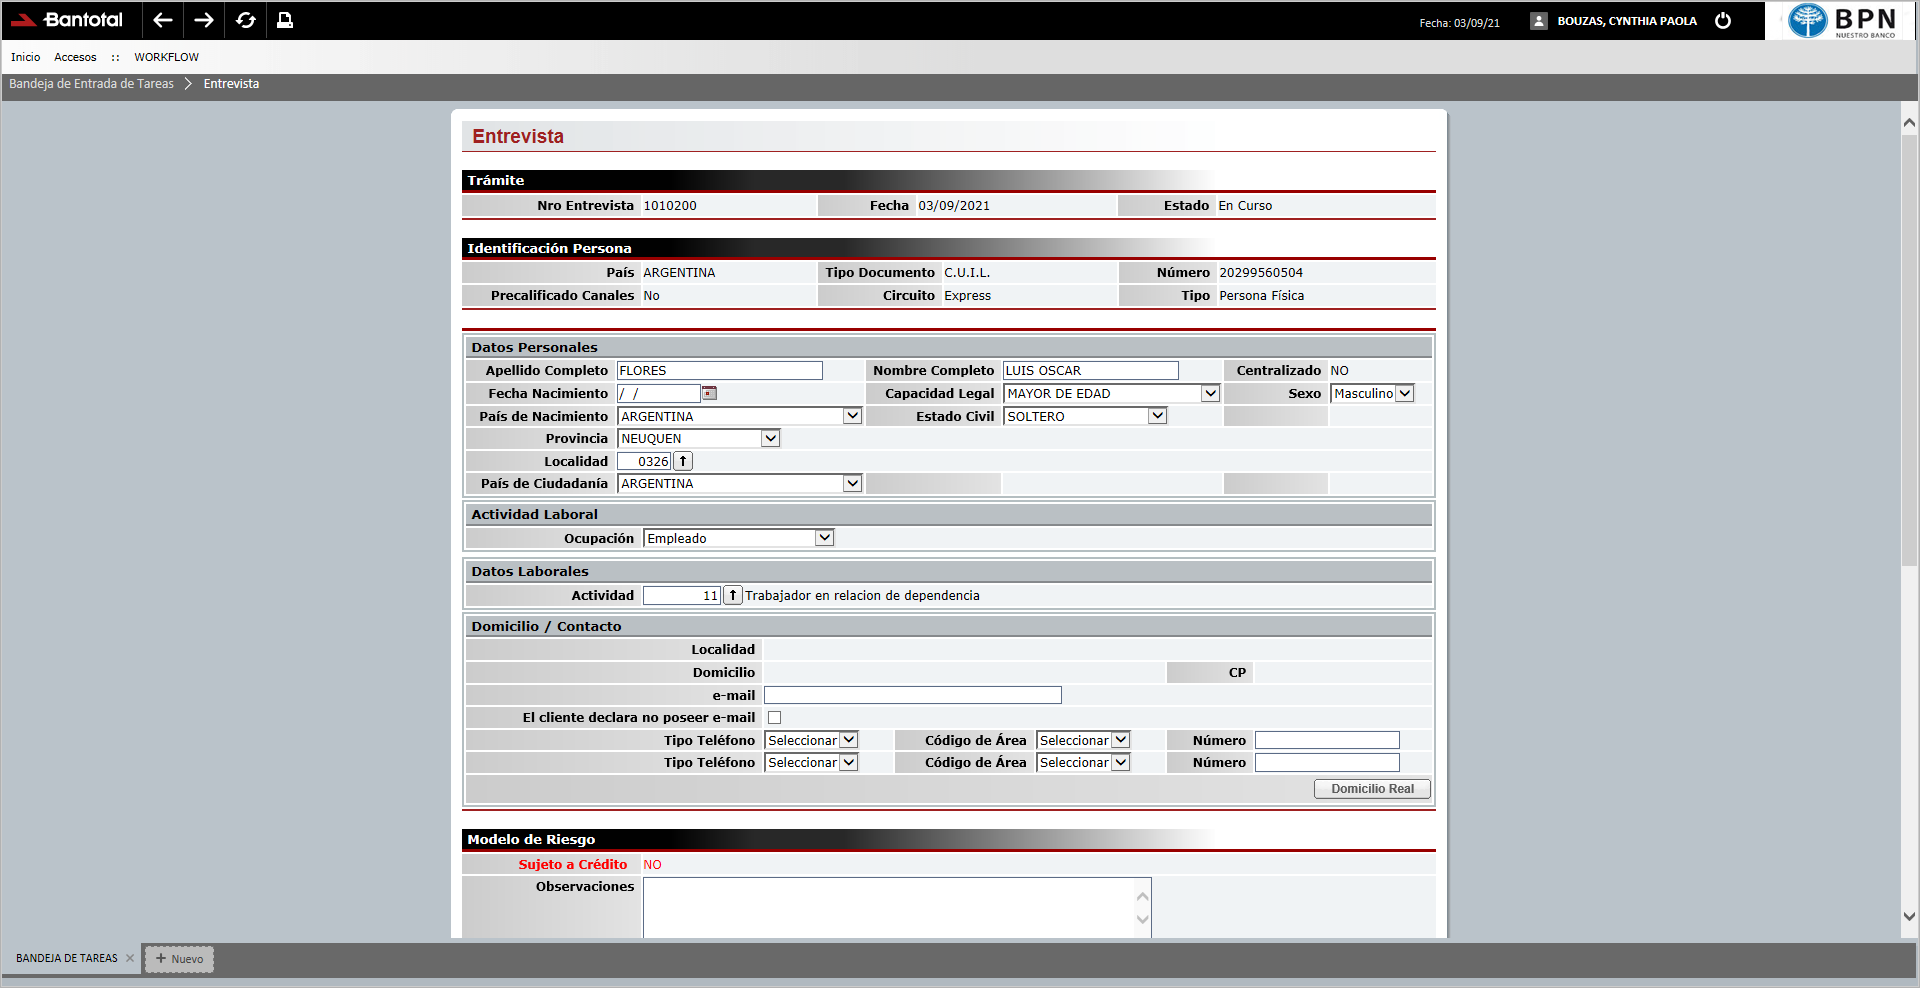 Bantotal
Fecha: 03/09/21
BOUZAS, CYNTHIA PAOLA
BPN
NUESTRO BANCO
Inicio Accesos :: WORKFLOW
Bandeja de Entrada de Tareas > Entrevista
Entrevista
Trámite
Nro Entrevista 1010200 Fecha 03/09/2021 Estado En Curso
Identificación Persona
País ARGENTINA Tipo Documento C.U.I.L. Número 20299560504
Precalificado Canales No Circuito Express Tipo Persona Física
Datos Personales
Apellido Completo FLORES Nombre Completo LUIS OSCAR Centralizado NO
Fecha Nacimiento / / Capacidad Legal MAYOR DE EDAD Sexo Masculino
País de Nacimiento ARGENTINA Estado Civil SOLTERO
Provincia NEUQUEN
Localidad 0326
País de Ciudadanía ARGENTINA
Actividad Laboral
Ocupación Empleado
Datos Laborales
Actividad 11 Trabajador en relacion de dependencia
Domicilio / Contacto
Localidad
Domicilio CP
e-mail
El cliente declara no poseer e-mail
Tipo Teléfono Seleccionar Código de Área Seleccionar Número
Tipo Teléfono Seleccionar Código de Área Seleccionar Número
Domicilio Real
Modelo de Riesgo
Sujeto a Crédito NO
Observaciones
BANDEJA DE TAREAS × + Nuevo